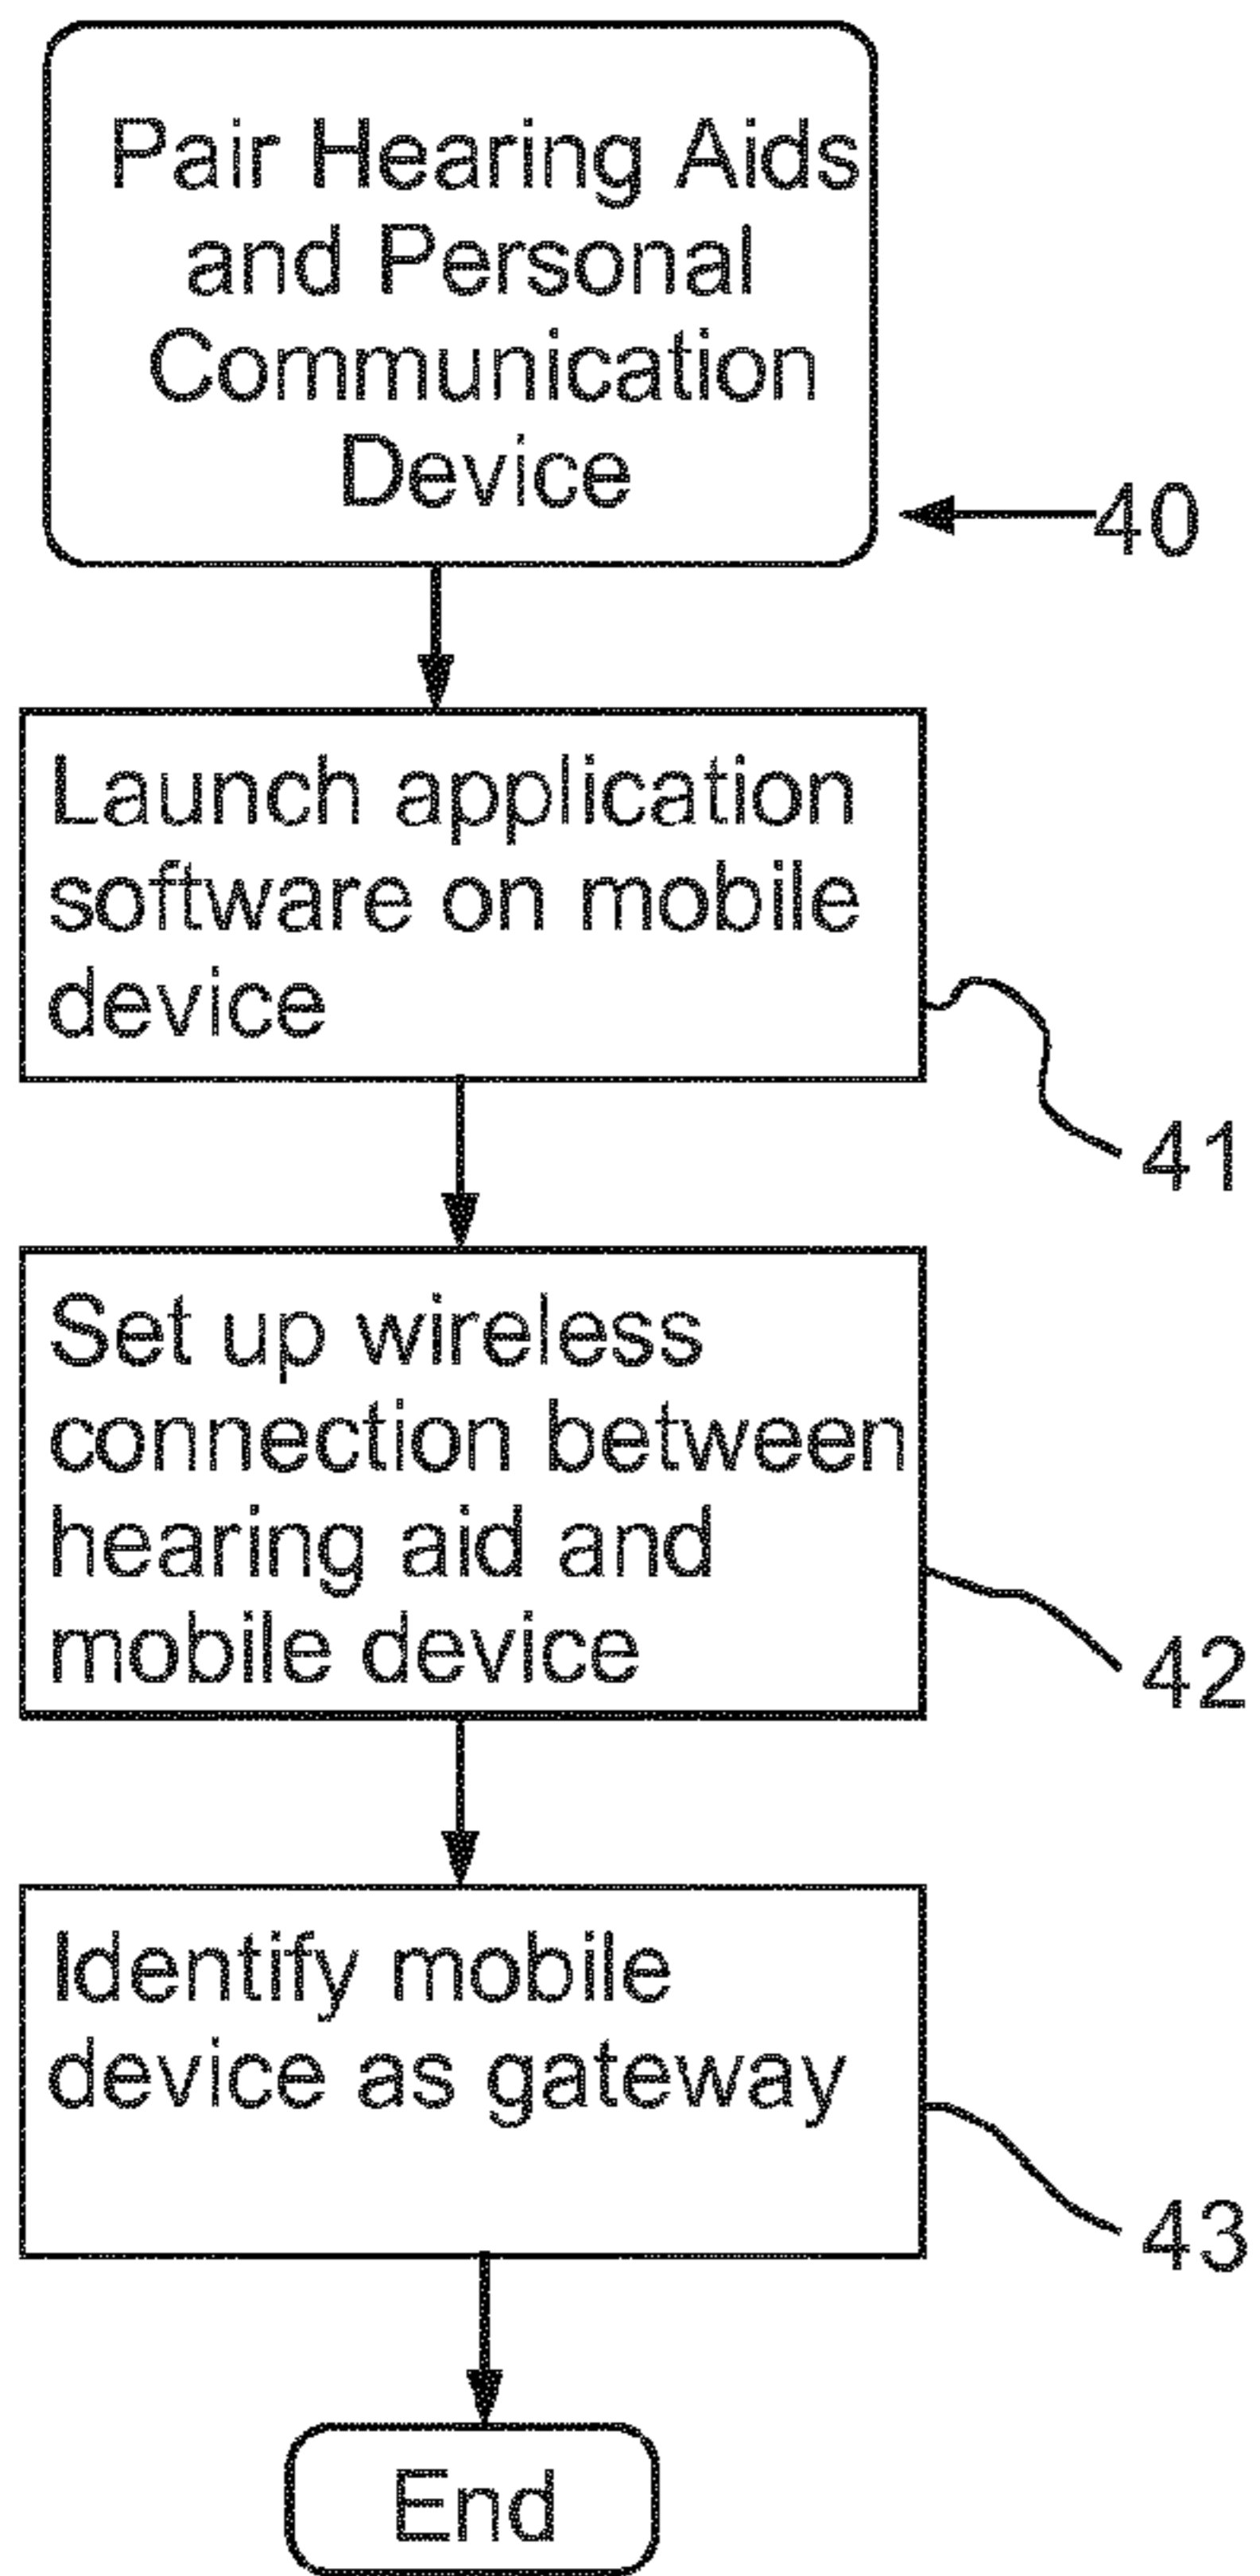 Pair Hearing Aids
and Personal
Communication
Device
40
Launch application
software on mobile
device
41
Set up wireless
connection between
hearing aid and
mobile device
42
Identify mobile
device as gateway
43
End